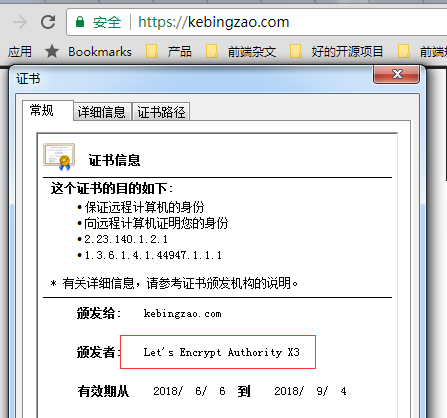 安全 https://kebingzao.com
应用 Bookmarks 产品 前端杂文 好的开源项目
证书
常规 详细信息 证书路径
证书信息
这个证书的目的如下:
• 保证远程计算机的身份
• 向远程计算机证明您的身份
• 2.23.140.1.2.1
• 1.3.6.1.4.1.44947.1.1.1
* 有关详细信息，请参考证书颁发机构的说明。
颁发给: kebingzao.com
颁发者: Let's Encrypt Authority X3
有效期从 2018/ 6/ 6 到 2018/ 9/ 4